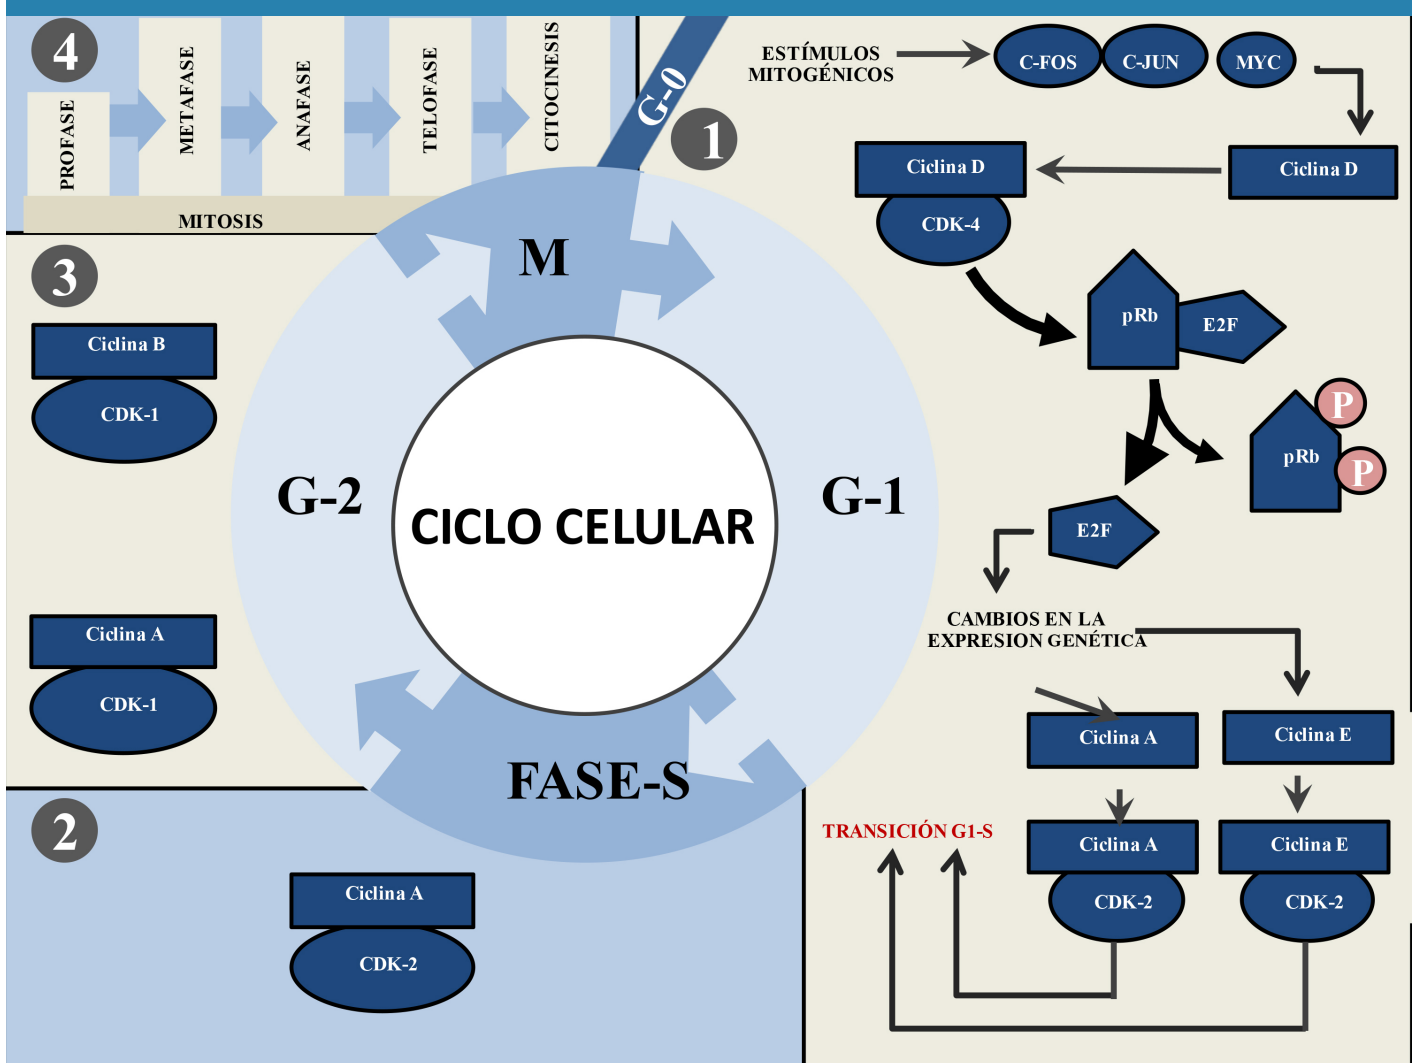 4
PROFASE
METAFASE
ANAFASE
TELOFASE
CITOCINESIS
MITOSIS
G-0
1
ESTÍMULOS
MITOGÉNICOS
C-FOS
C-JUN
MYC
Ciclina D
Ciclina D
CDK-4
pRb
E2F
P
P
pRb
E2F
CAMBIOS EN LA
EXPRESION GENÉTICA
Ciclina A
Ciclina E
TRANSICIÓN G1-S
Ciclina A
CDK-2
Ciclina E
CDK-2
3
Ciclina B
CDK-1
Ciclina A
CDK-1
2
Ciclina A
CDK-2
M
G-2
CICLO CELULAR
G-1
FASE-S